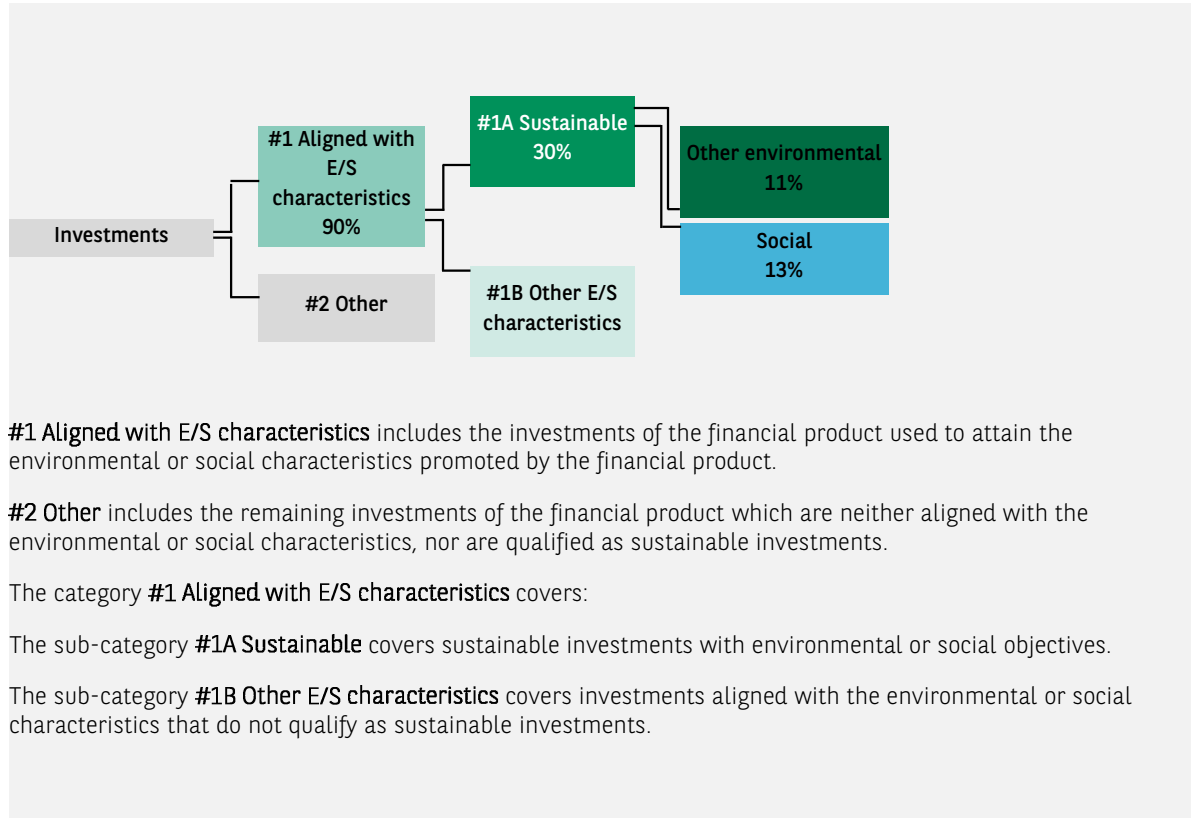 #1A Sustainable
30%
#1 Aligned with
E/S
characteristics
90%
Other environmental
11%
Investments
Social
13%
#2 Other
#1B Other E/S
characteristics
#1 Aligned with E/S characteristics includes the investments of the financial product used to attain the
environmental or social characteristics promoted by the financial product.
#2 Other includes the remaining investments of the financial product which are neither aligned with the
environmental or social characteristics, nor are qualified as sustainable investments.
The category #1 Aligned with E/S characteristics covers:
The sub-category #1A Sustainable covers sustainable investments with environmental or social objectives.
The sub-category #1B Other E/S characteristics covers investments aligned with the environmental or social
characteristics that do not qualify as sustainable investments.